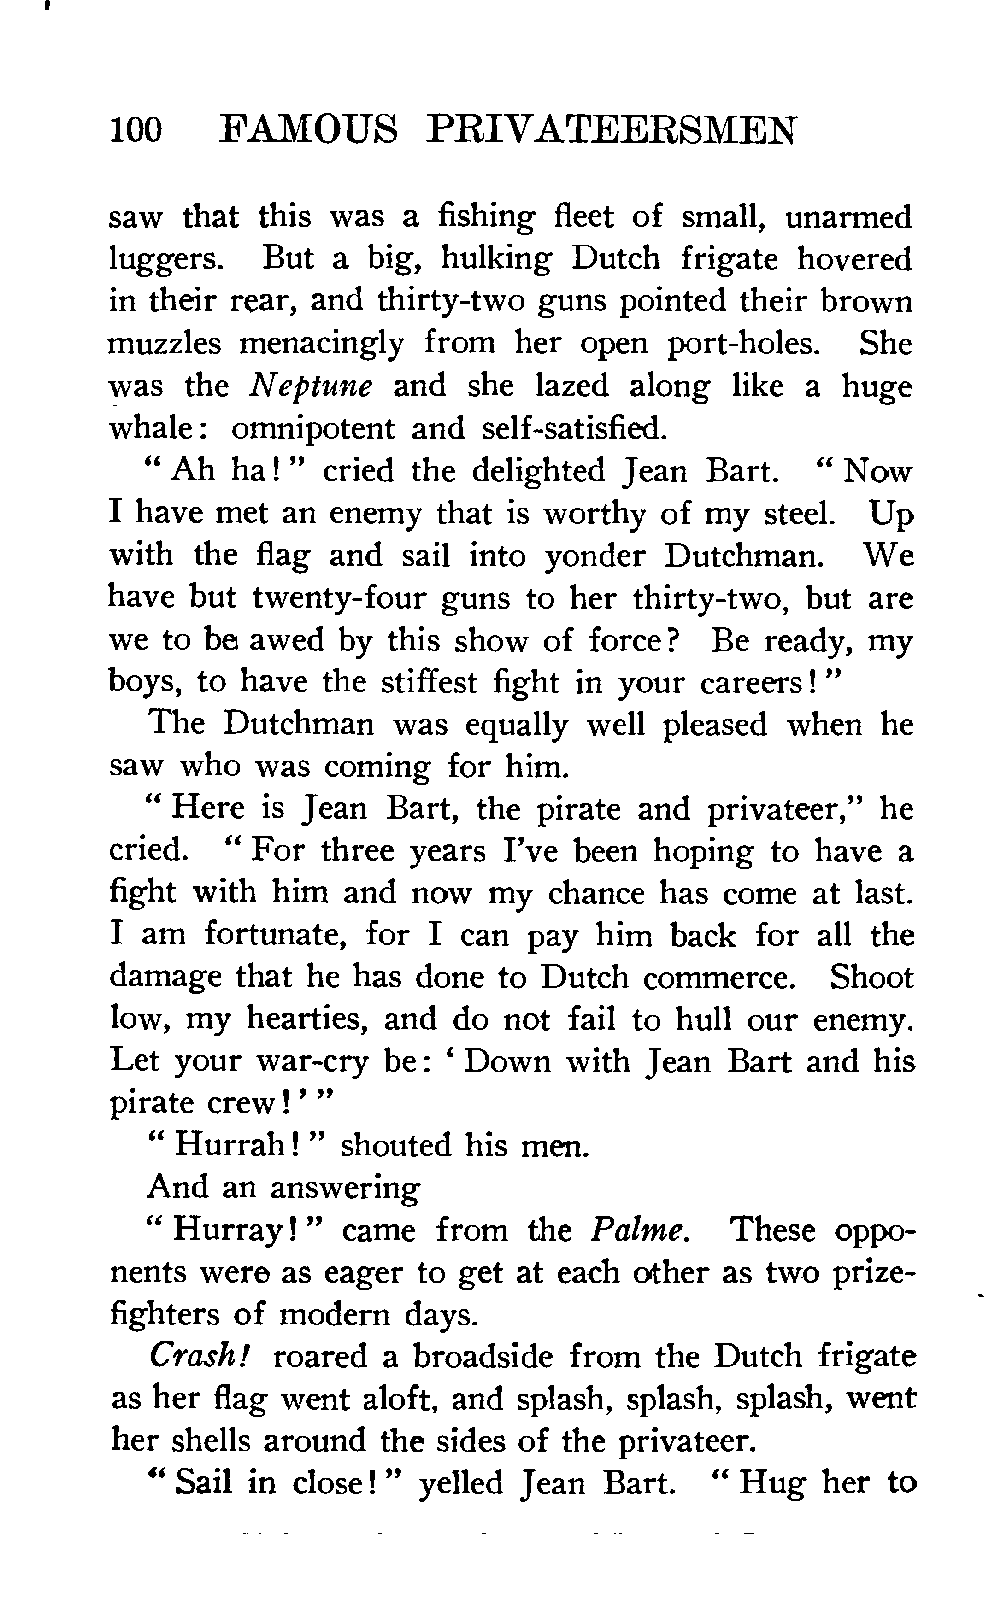 100 FAMOUS PRIVATEERSMEN
saw that this was a fishing fleet of small, unarmed
luggers. But a big, hulking Dutch frigate hovered
in their rear, and thirty-two guns pointed their brown
muzzles menacingly from her open port-holes. She
was the Neptune and she lazed along like a huge
whale: omnipotent and self-satisfied.
" Ah ha! " cried the delighted Jean Bart. " Now
I have met an enemy that is worthy of my steel. Up
with the flag and sail into yonder Dutchman. We
have but twenty-four guns to her thirty-two, but are
we to be awed by this show of force? Be ready, my
boys, to have the stiffest fight in your careers! "
The Dutchman was equally well pleased when he
saw who was coming for him.
" Here is Jean Bart, the pirate and privateer," he
cried. " For three years I've been hoping to have a
fight with him and now my chance has come at last.
I am fortunate, for I can pay him back for all the
damage that he has done to Dutch commerce. Shoot
low, my hearties, and do not fail to hull our enemy.
Let your war-cry be: ' Down with Jean Bart and his
pirate crew! ' "
" Hurrah! " shouted his men.
And an answering
" Hurray! " came from the Palme. These oppo-
nents were as eager to get at each other as two prize-
fighters of modern days.
Crash! roared a broadside from the Dutch frigate
as her flag went aloft, and splash, splash, splash, went
her shells around the sides of the privateer.
" Sail in close! " yelled Jean Bart. " Hug her to